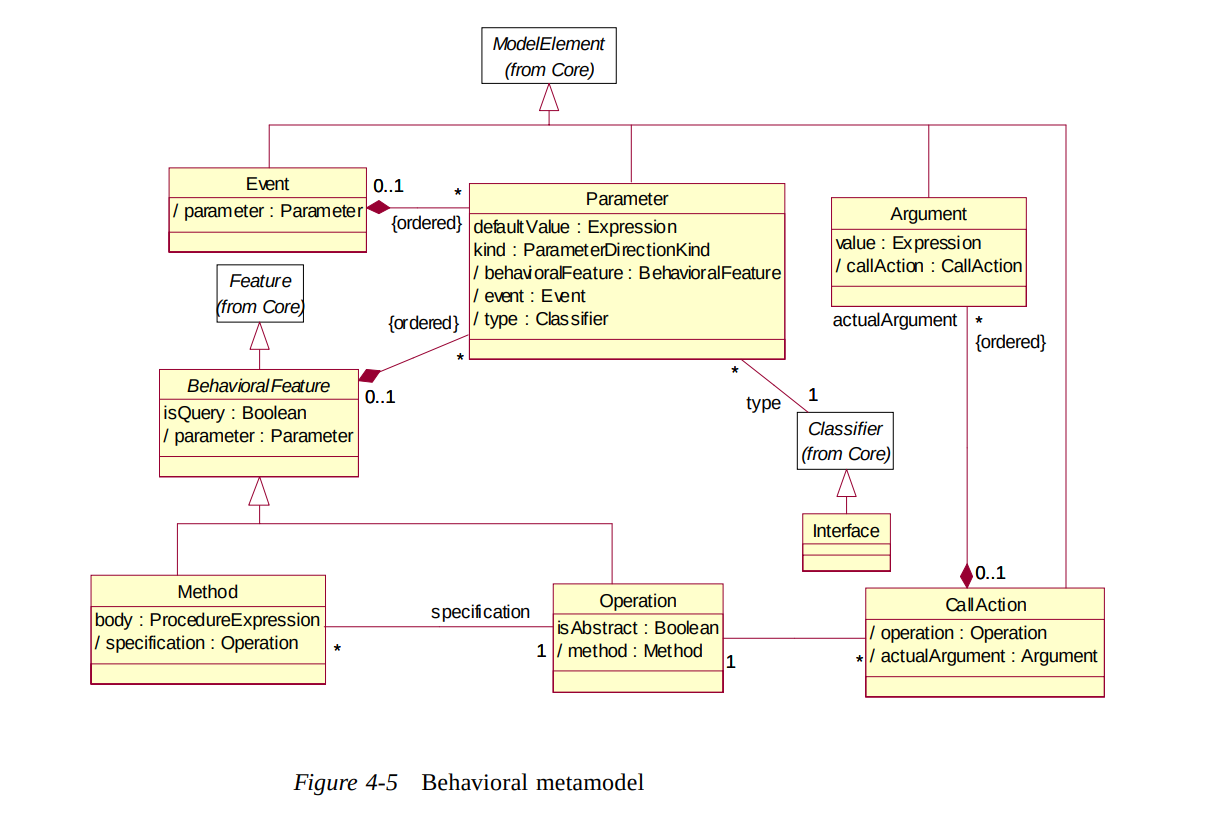 ModelElement
(from Core)
Event
/ parameter : Parameter
0..1
*
{ordered}
Parameter
defaultValue : Expression
kind : ParameterDirectionKind
/ behavioralFeature : BehavioralFeature
/ event : Event
/ type : Classifier
Argument
value : Expression
/ callAction : CallAction
Feature
(from Core)
{ordered}
*
0..1
actualArgument
*
{ordered}
BehavioralFeature
isQuery : Boolean
/ parameter : Parameter
*
type
1
Classifier
(from Core)
Interface
0..1
Method
body : ProcedureExpression
/ specification : Operation
*
specification
1
Operation
isAbstract : Boolean
/ method : Method
1
*
CallAction
/ operation : Operation
/ actualArgument : Argument
Figure 4-5 Behavioral metamodel